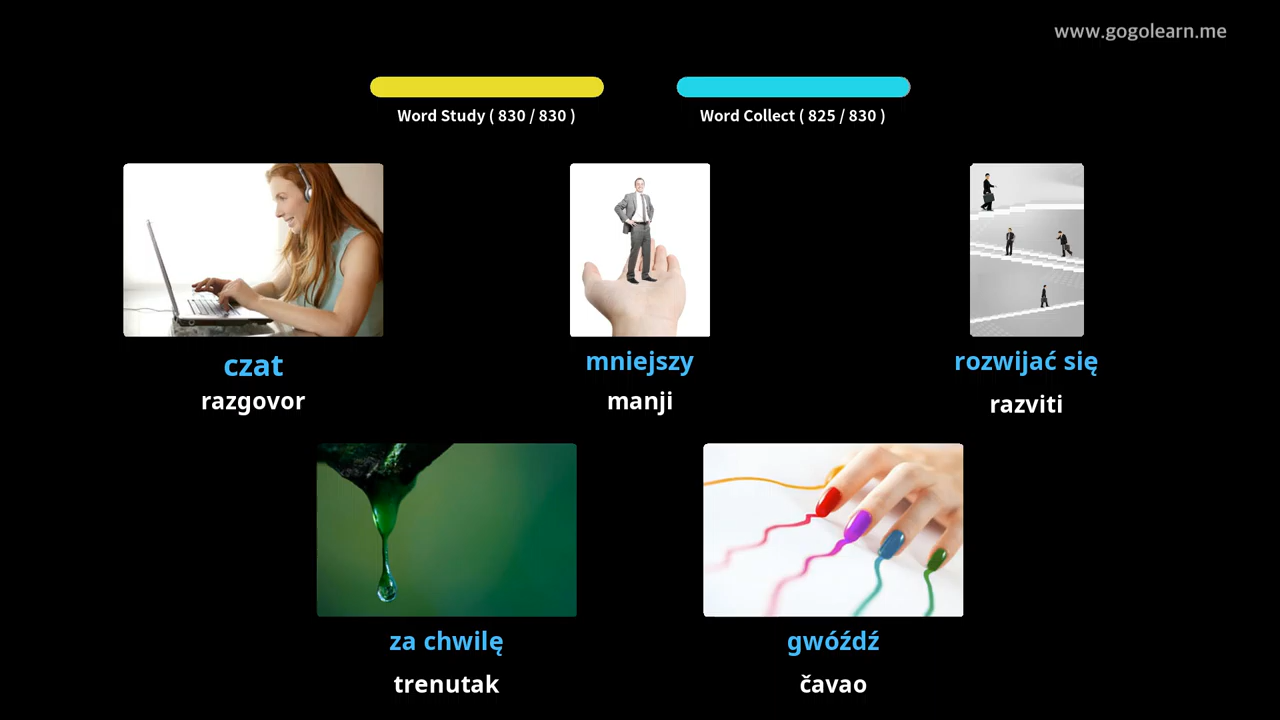 www.gogolearn.me
Word Study ( 830 / 830 )
Word Collect ( 825 / 830 )
czat
razgovor
mniejszy
manji
rozwijać się
razviti
za chwilę
trenutak
gwóźdź
čavao